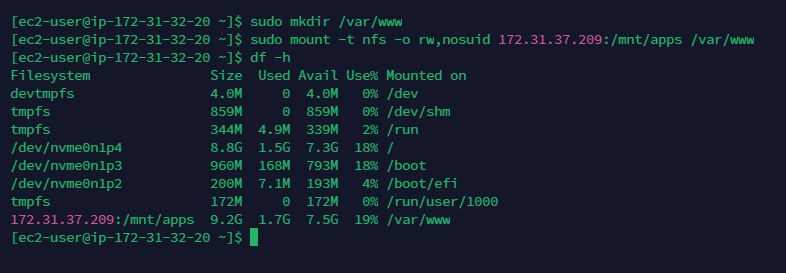 [ec2-user@ip-172-31-32-20 ~]$ sudo mkdir /var/www
[ec2-user@ip-172-31-32-20 ~]$ sudo mount -t nfs -o rw,nosuid 172.31.37.209:/mnt/apps /var/www
[ec2-user@ip-172-31-32-20 ~]$ df -h
Filesystem                Size  Used Avail Use% Mounted on
devtmpfs                  4.0M     0  4.0M   0% /dev
tmpfs                     859M     0  859M   0% /dev/shm
tmpfs                     344M  4.9M  339M   2% /run
/dev/nvme0n1p4            8.8G  1.5G  7.3G  18% /
/dev/nvme0n1p3            960M  168M  793M  18% /boot
/dev/nvme0n1p2            200M  7.1M  193M   4% /boot/efi
tmpfs                     172M     0  172M   0% /run/user/1000
172.31.37.209:/mnt/apps   9.2G  1.7G  7.5G  19% /var/www
[ec2-user@ip-172-31-32-20 ~]$